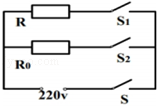 R S₁
R₀ S₂
220v S